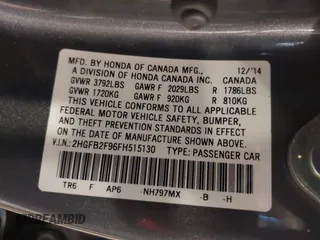 MFD. BY HONDA OF CANADA MFG., 12/'14
A DIVISION OF HONDA CANADA INC., CANADA
GVWR 3792LBS GAWR F 2029LBS R 1786LBS
GVWR 1720KG GAWR F 920KG R 810KG
THIS VEHICLE CONFORMS TO ALL APPLICABLE
FEDERAL MOTOR VEHICLE SAFETY, BUMPER,
AND THEFT PREVENTION STANDARDS IN EFFECT
ON THE DATE OF MANUFACTURE SHOWN ABOVE.
V.I.N.: 2HGFB2F96FH515130 TYPE: PASSENGER CAR
TR6 F AP6 -NH797MX -B -H
DREAMBID